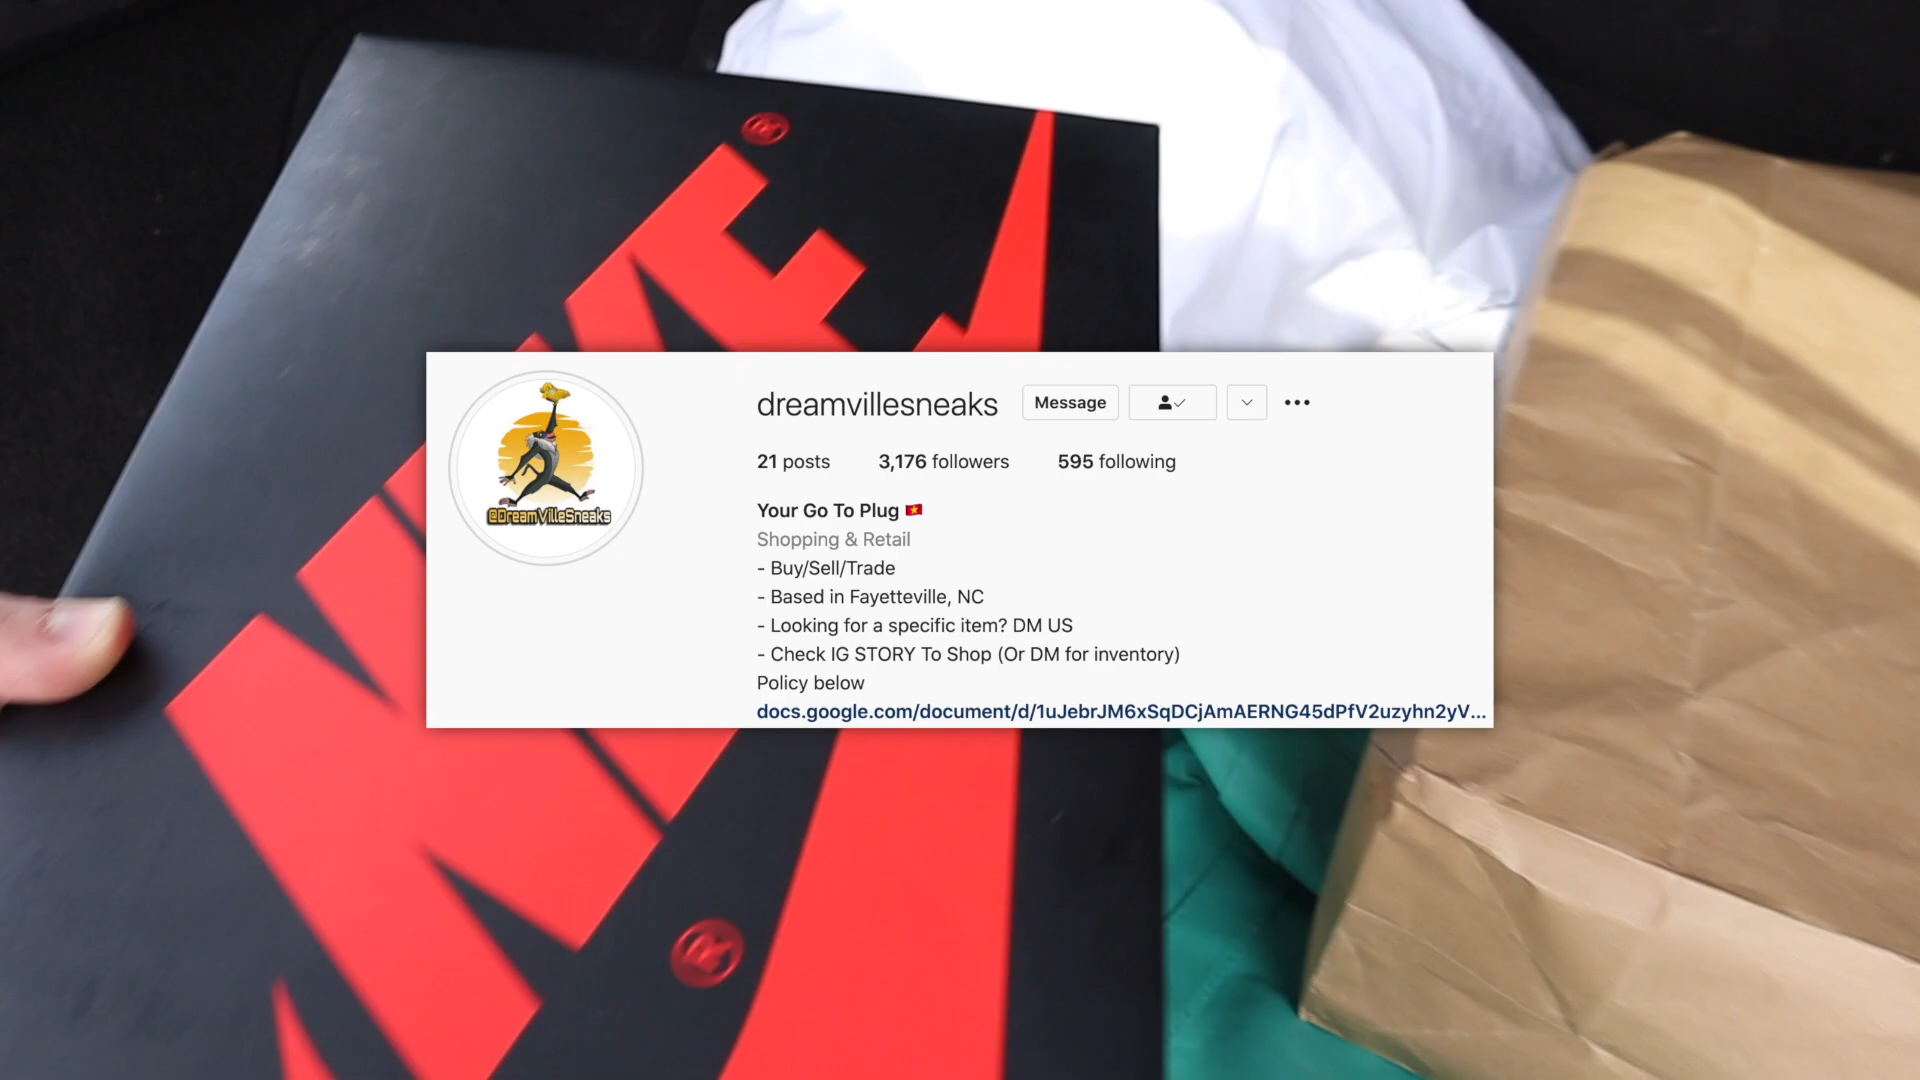 NIKE
®
®
dreamvillesneaks Message
21 posts 3,176 followers 595 following
Your Go To Plug 🇻🇳
Shopping & Retail
- Buy/Sell/Trade
- Based in Fayetteville, NC
- Looking for a specific item? DM US
- Check IG STORY To Shop (Or DM for inventory)
Policy below
docs.google.com/document/d/1uJebrJM6xSqDCjAmAERNG45dPfV2uzyhn2yV...
@DreamVilleSneaks